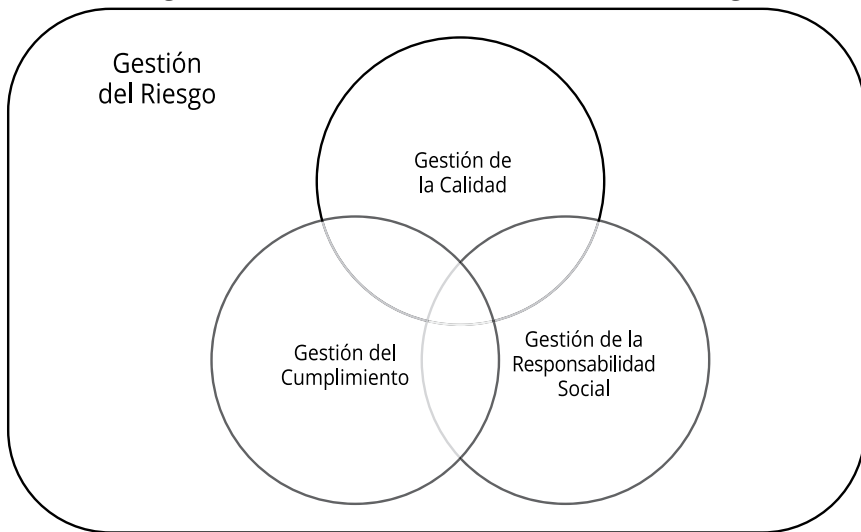 Gestión
del Riesgo
Gestión de
la Calidad
Gestión del
Cumplimiento
Gestión de la
Responsabilidad
Social